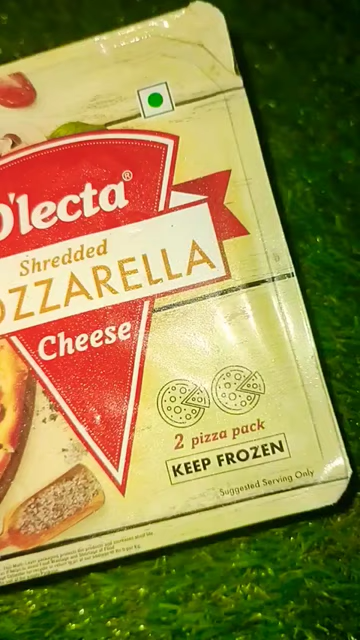 D'lecta®
Shredded
OZZARELLA
Cheese
2 pizza pack
KEEP FROZEN
Suggested Serving Only